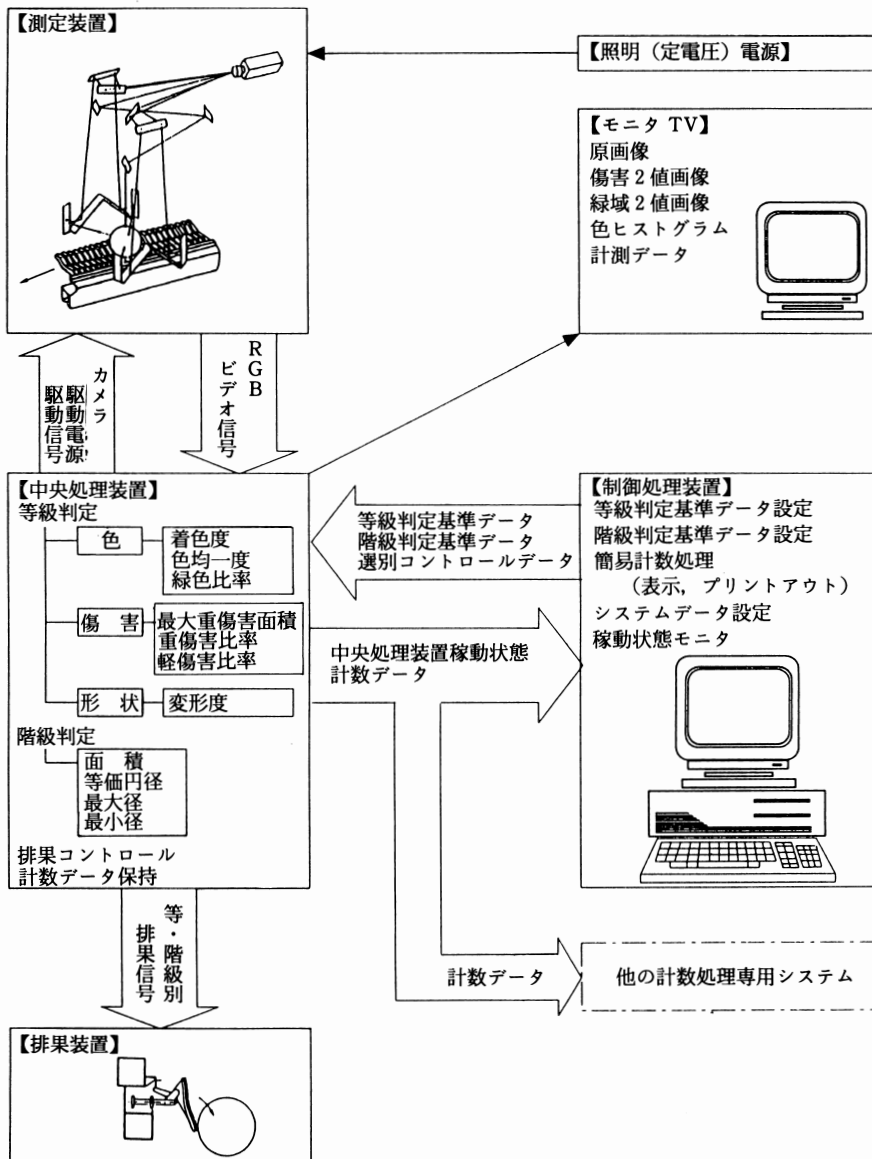 【測定装置】
【照明（定電圧）電源】
【モニタ TV】
原画像
傷害２値画像
緑域２値画像
色ヒストグラム
計測データ
カメラ
駆動電源
駆動信号
RGB
ビデオ信号
【中央処理装置】
等級判定
色
着色度
色均一度
緑色比率
傷　害
最大重傷害面積
重傷害比率
軽傷害比率
形　状
変形度
階級判定
面　積
等価円径
最大径
最小径
排果コントロール
計数データ保持
等級判定基準データ
階級判定基準データ
選別コントロールデータ
中央処理装置稼動状態
計数データ
【制御処理装置】
等級判定基準データ設定
階級判定基準データ設定
簡易計数処理
（表示，プリントアウト）
システムデータ設定
稼動状態モニタ
等・階級別
排果信号
計数データ
他の計数処理専用システム
【排果装置】